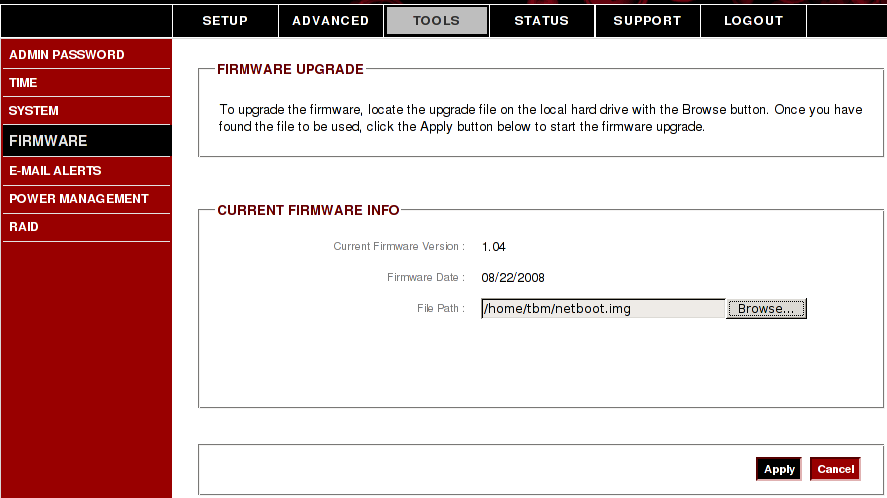 SETUP ADVANCED TOOLS STATUS SUPPORT LOGOUT
ADMIN PASSWORD
TIME
SYSTEM
FIRMWARE
E-MAIL ALERTS
POWER MANAGEMENT
RAID
FIRMWARE UPGRADE
To upgrade the firmware, locate the upgrade file on the local hard drive with the Browse button. Once you have
found the file to be used, click the Apply button below to start the firmware upgrade.
CURRENT FIRMWARE INFO
Current Firmware Version : 1.04
Firmware Date : 08/22/2008
File Path : /home/tbm/netboot.img Browse...
Apply Cancel